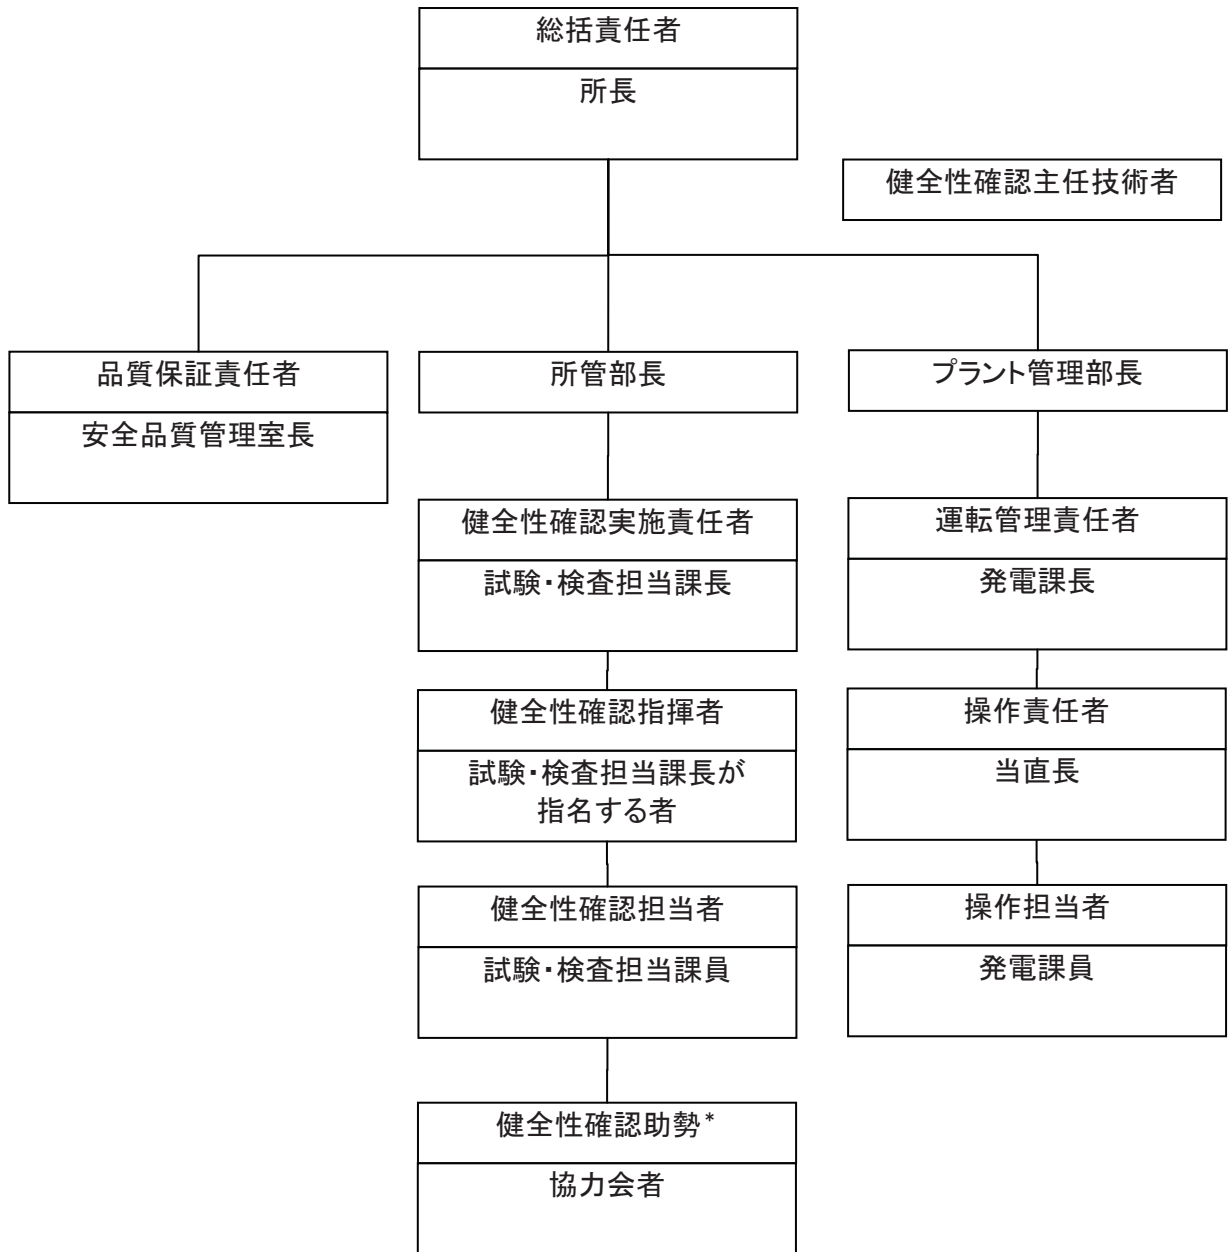 総括責任者
所長
健全性確認主任技術者
品質保証責任者
安全品質管理室長
所管部長
プラント管理部長
健全性確認実施責任者
試験・検査担当課長
運転管理責任者
発電課長
健全性確認指揮者
試験・検査担当課長が
指名する者
操作責任者
当直長
健全性確認担当者
試験・検査担当課員
操作担当者
発電課員
健全性確認助勢*
協力会者